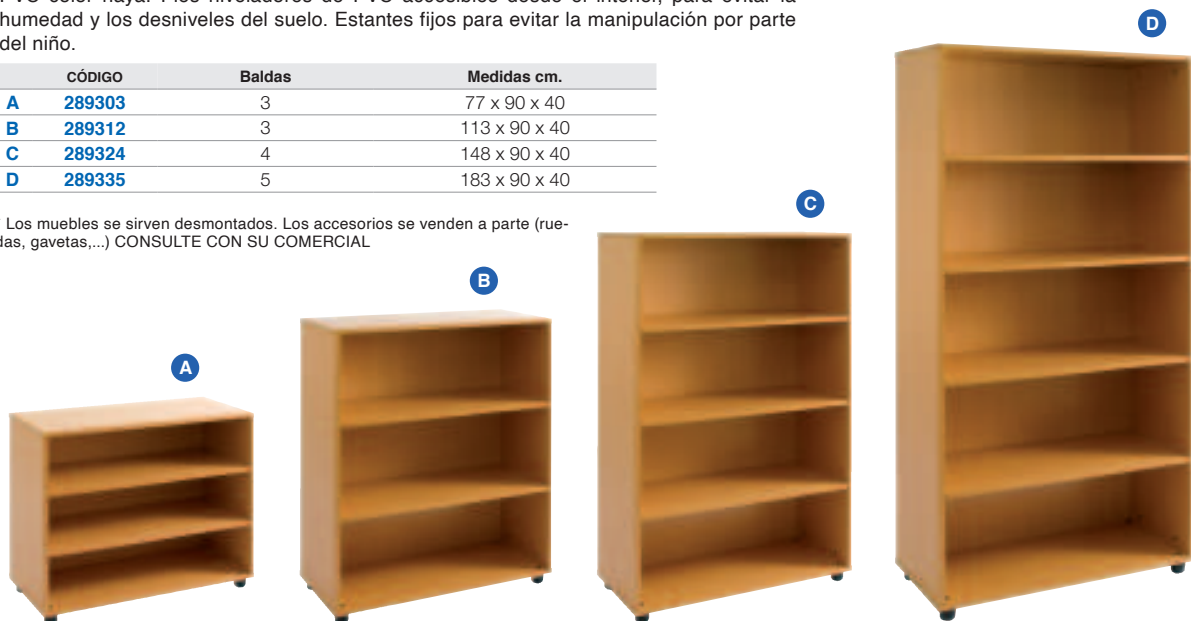 humedad y los desniveles del suelo. Estantes fijos para evitar la manipulación por parte
del niño.
D
CÓDIGO Baldas Medidas cm.
A 289303 3 77 x 90 x 40
B 289312 3 113 x 90 x 40
C 289324 4 148 x 90 x 40
D 289335 5 183 x 90 x 40
Los muebles se sirven desmontados. Los accesorios se venden a parte (rue-
das, gavetas,...) CONSULTE CON SU COMERCIAL
C
B
A